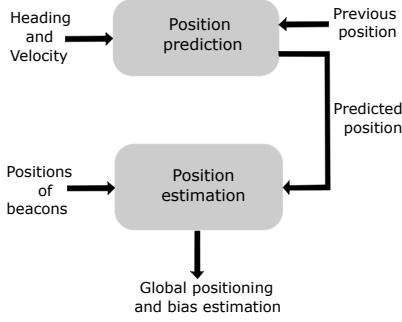 Heading
and
Velocity
Position
prediction
Previous
position
Predicted
position
Positions
of
beacons
Position
estimation
Global positioning
and bias estimation